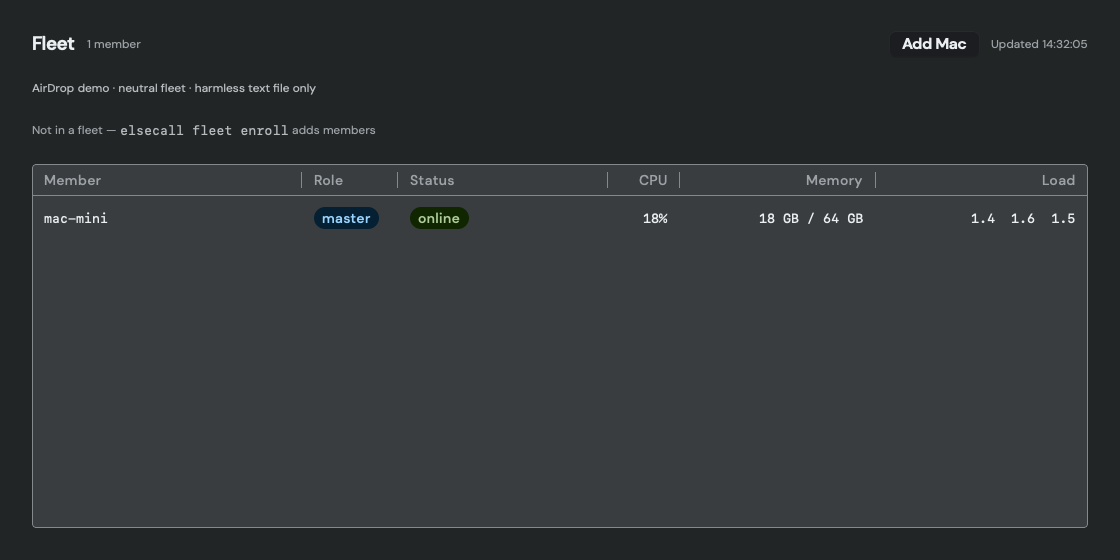 Fleet 1 member Add Mac Updated 14:32:05
AirDrop demo · neutral fleet · harmless text file only
Not in a fleet — elsecall fleet enroll adds members
Member Role Status CPU Memory Load
mac-mini master online 18% 18 GB / 64 GB 1.4 1.6 1.5